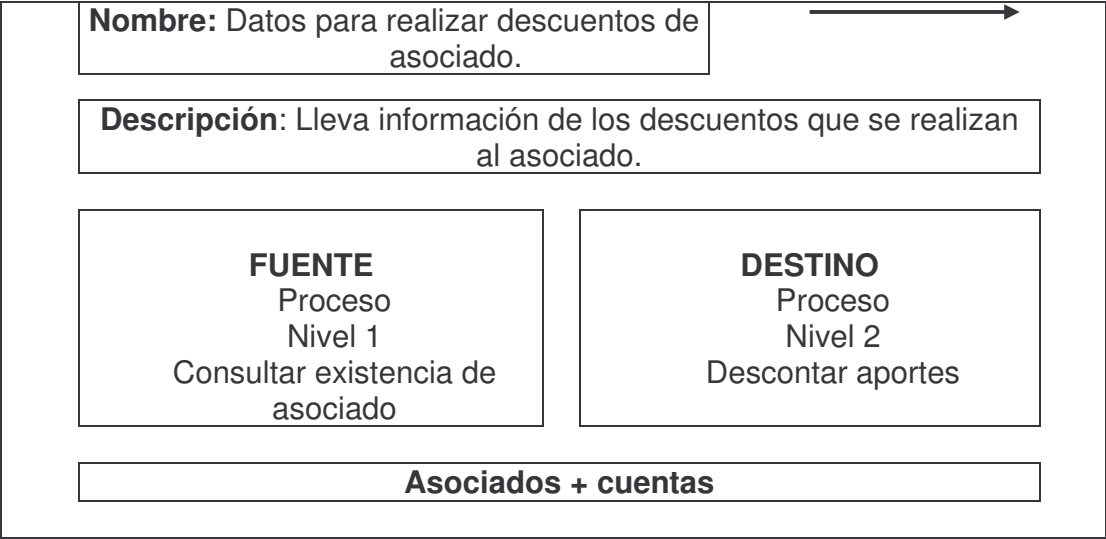 Nombre: Datos para realizar descuentos de
asociado.
Descripción: Lleva información de los descuentos que se realizan
al asociado.
FUENTE
Proceso
Nivel 1
Consultar existencia de
asociado
DESTINO
Proceso
Nivel 2
Descontar aportes
Asociados + cuentas